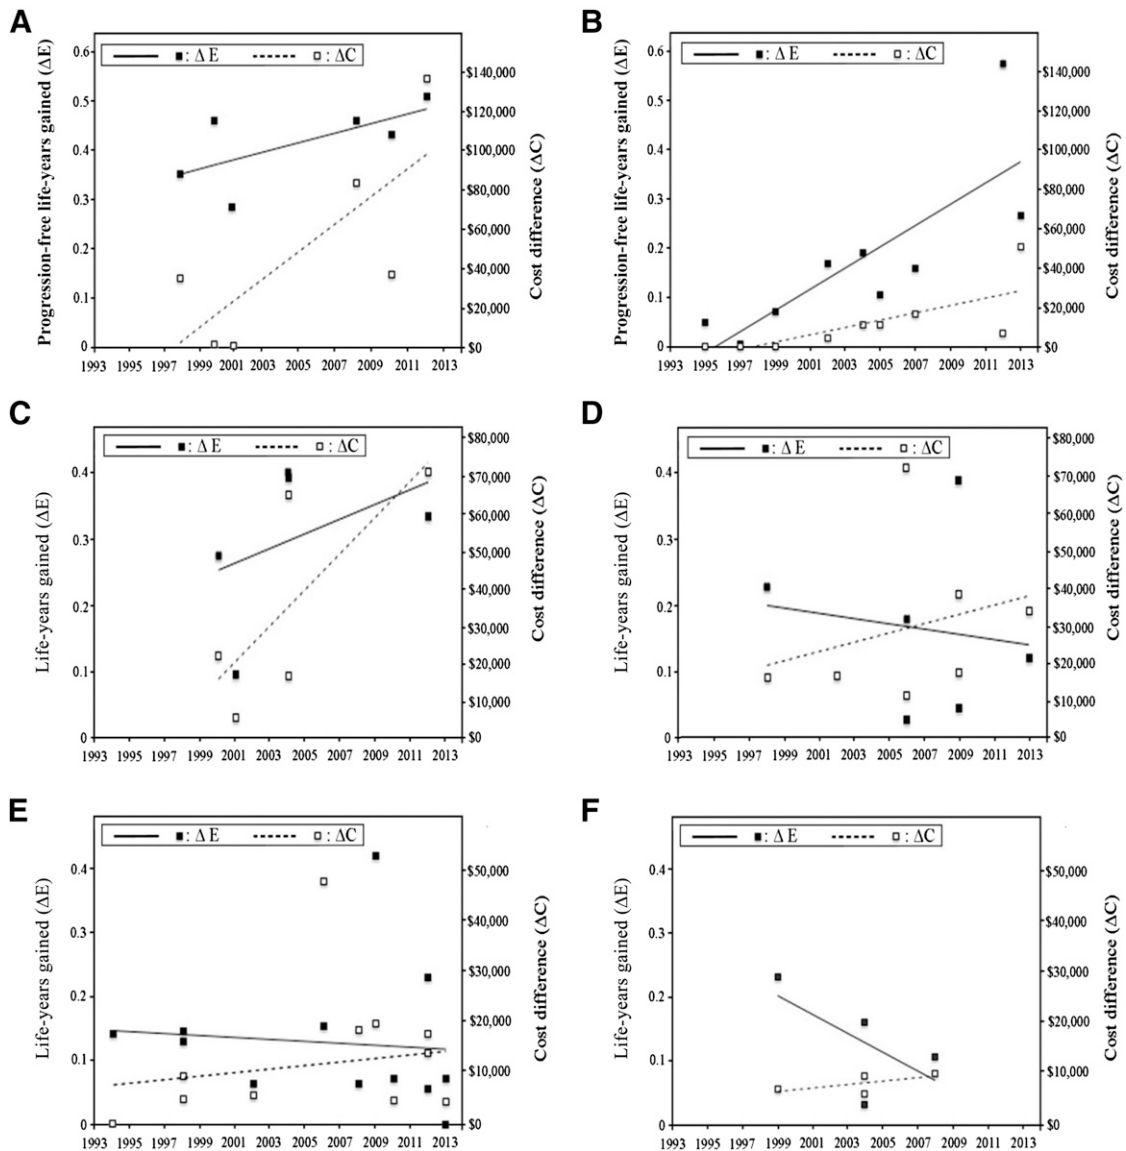 A
B
■: Δ E □: ΔC
■: Δ E □: ΔC
Progression-free life-years gained (ΔE)
0.6
0.5
0.4
0.3
0.2
0.1
0
$140,000
$120,000
$100,000
$80,000
$60,000
$40,000
$20,000
$0
Cost difference (ΔC)
1993 1995 1997 1999 2001 2003 2005 2007 2009 2011 2013
Progression-free life-years gained (ΔE)
0.6
0.5
0.4
0.3
0.2
0.1
0
$140,000
$120,000
$100,000
$80,000
$60,000
$40,000
$20,000
$0
Cost difference (ΔC)
1993 1995 1997 1999 2001 2003 2005 2007 2009 2011 2013
C
D
■: Δ E □: ΔC
■: Δ E □: ΔC
Life-years gained (ΔE)
0.4
0.3
0.2
0.1
0
$80,000
$70,000
$60,000
$50,000
$40,000
$30,000
$20,000
$10,000
$0
Cost difference (ΔC)
1993 1995 1997 1999 2001 2003 2005 2007 2009 2011 2013
Life-years gained (ΔE)
0.4
0.3
0.2
0.1
0
$80,000
$70,000
$60,000
$50,000
$40,000
$30,000
$20,000
$10,000
$0
Cost difference (ΔC)
1993 1995 1997 1999 2001 2003 2005 2007 2009 2011 2013
E
F
■: Δ E □: ΔC
■: Δ E □: ΔC
Life-years gained (ΔE)
0.4
0.3
0.2
0.1
0
$50,000
$40,000
$30,000
$20,000
$10,000
$0
Cost difference (ΔC)
1993 1995 1997 1999 2001 2003 2005 2007 2009 2011 2013
Life-years gained (ΔE)
0.4
0.3
0.2
0.1
0
$50,000
$40,000
$30,000
$20,000
$10,000
$0
Cost difference (ΔC)
1993 1995 1997 1999 2001 2003 2005 2007 2009 2011 2013